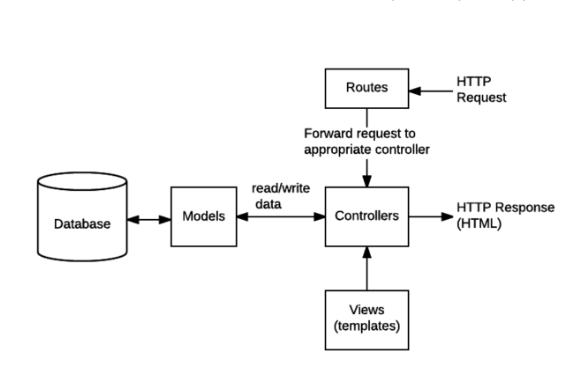 Routes
HTTP
Request
Forward request to
appropriate controller
read/write
data
Database
Models
Controllers
HTTP Response
(HTML)
Views
(templates)